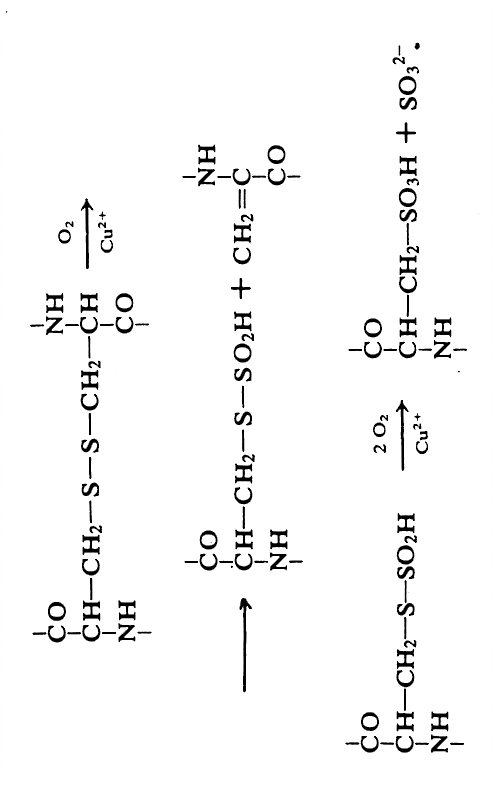 –CO –NH
CH—CH₂—S—S—CH₂—CH O₂
–NH– –CO– Cu²⁺
–CO –NH
CH—CH₂—S—SO₂H + CH₂=C
–NH– –CO–
–CO 2 O₂ –CO
CH—CH₂—S—SO₂H Cu²⁺ CH—CH₂—SO₃H + SO₃²⁻.
–NH– –NH–